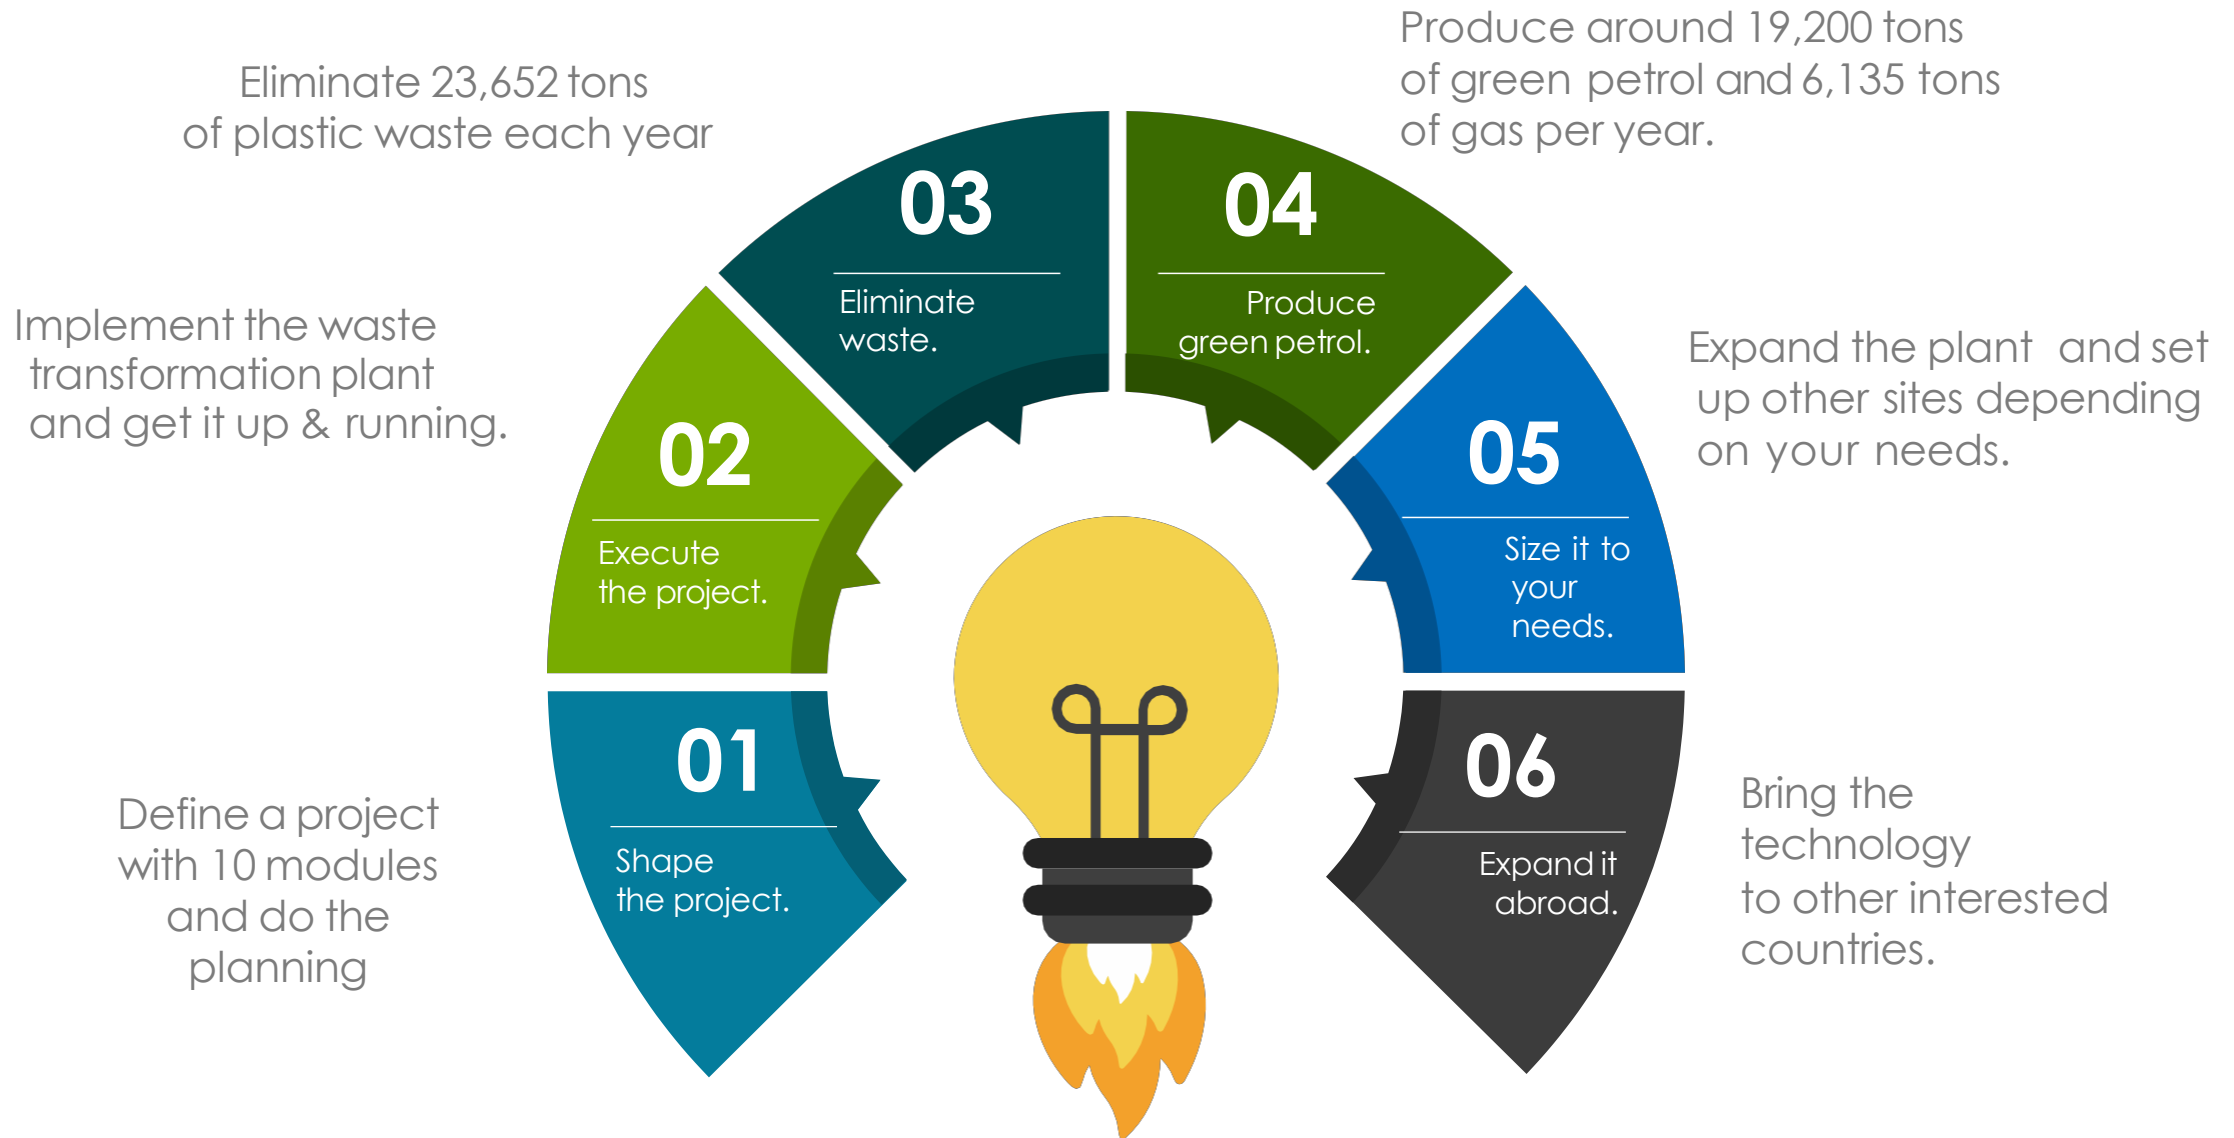 Define a project
with 10 modules
and do the
planning
01
Shape
the project.
Implement the waste
transformation plant
and get it up & running.
02
Execute
the project.
Eliminate 23,652 tons
of plastic waste each year
03
Eliminate
waste.
Produce around 19,200 tons
of green petrol and 6,135 tons
of gas per year.
04
Produce
green petrol.
Expand the plant and set
up other sites depending
on your needs.
05
Size it to
your
needs.
Bring the
technology
to other interested
countries.
06
Expand it
abroad.